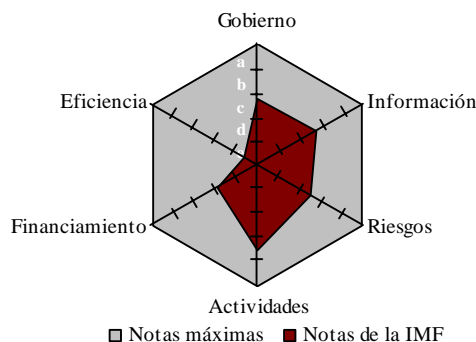 Gobierno
a
b
c
d
Eficiencia
Información
Financiamiento
Riesgos
Actividades
Notas máximas
Notas de la IMF